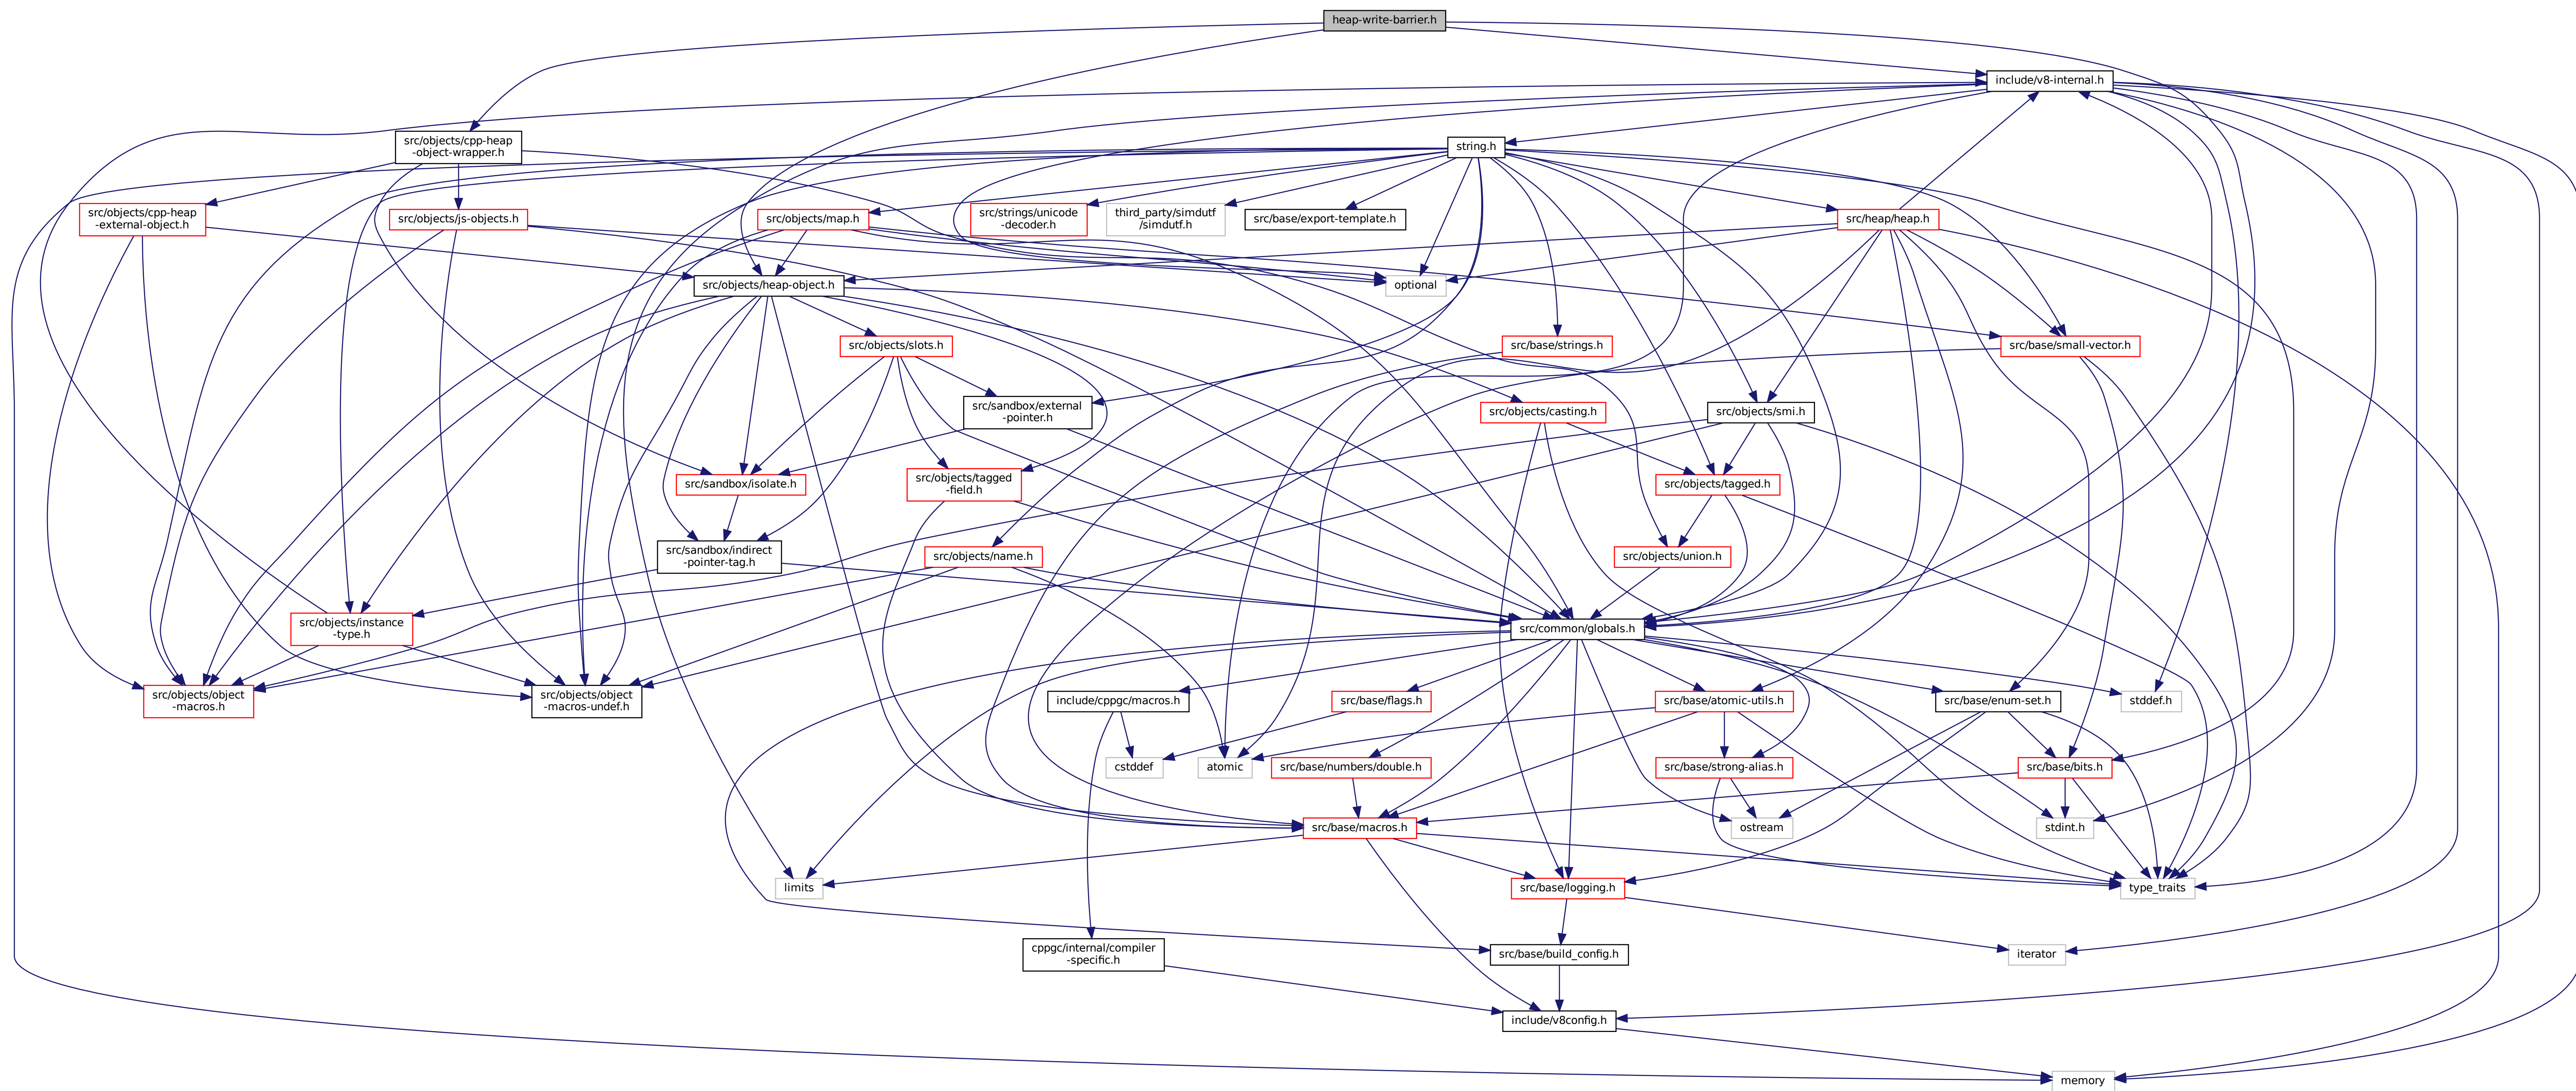 heap-write-barrier.h
include/v8-internal.h
src/objects/cpp-heap
-object-wrapper.h
string.h
src/objects/cpp-heap
-external-object.h
src/objects/js-objects.h
src/objects/map.h
src/strings/unicode
-decoder.h
third_party/simdutf
/simdutf.h
src/base/export-template.h
src/heap/heap.h
src/objects/heap-object.h
optional
src/objects/slots.h
src/base/strings.h
src/base/small-vector.h
src/sandbox/external
-pointer.h
src/objects/casting.h
src/objects/smi.h
src/sandbox/isolate.h
src/objects/tagged
-field.h
src/objects/tagged.h
src/sandbox/indirect
-pointer-tag.h
src/objects/name.h
src/objects/union.h
src/objects/instance
-type.h
src/common/globals.h
src/objects/object
-macros.h
src/objects/object
-macros-undef.h
include/cppgc/macros.h
src/base/flags.h
src/base/atomic-utils.h
src/base/enum-set.h
stddef.h
cstddef
atomic
src/base/numbers/double.h
src/base/strong-alias.h
src/base/bits.h
src/base/macros.h
ostream
stdint.h
limits
src/base/logging.h
type_traits
cppgc/internal/compiler
-specific.h
src/base/build_config.h
iterator
include/v8config.h
memory